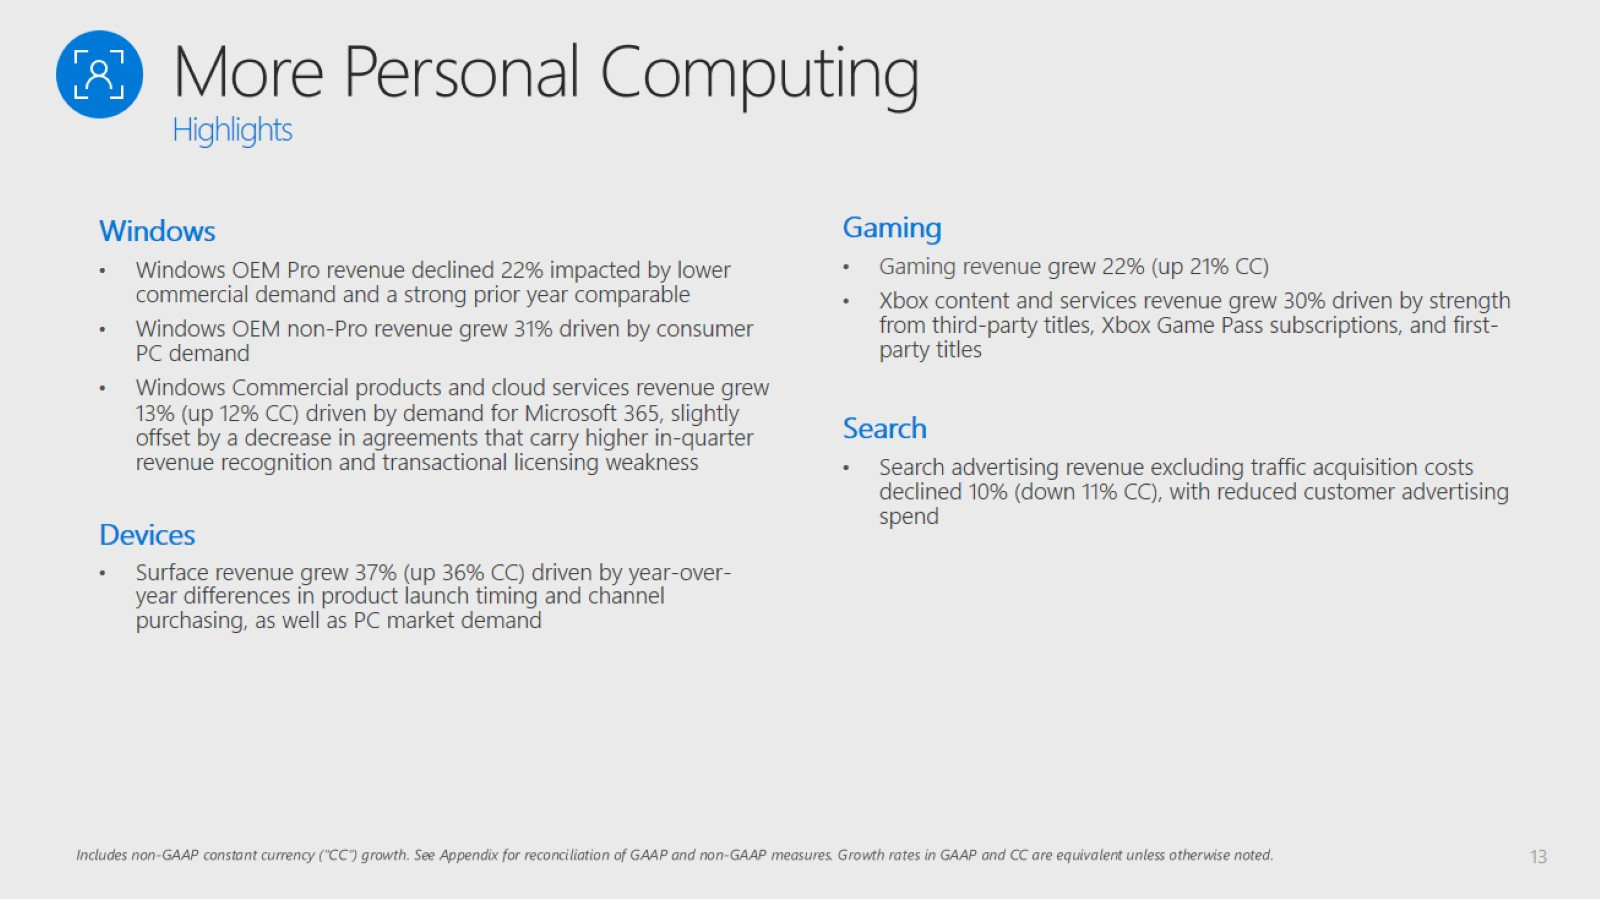 More Personal Computing
Highlights
Windows
• Windows OEM Pro revenue declined 22% impacted by lower
commercial demand and a strong prior year comparable
• Windows OEM non-Pro revenue grew 31% driven by consumer
PC demand
• Windows Commercial products and cloud services revenue grew
13% (up 12% CC) driven by demand for Microsoft 365, slightly
offset by a decrease in agreements that carry higher in-quarter
revenue recognition and transactional licensing weakness
Devices
• Surface revenue grew 37% (up 36% CC) driven by year-over-
year differences in product launch timing and channel
purchasing, as well as PC market demand
Gaming
• Gaming revenue grew 22% (up 21% CC)
• Xbox content and services revenue grew 30% driven by strength
from third-party titles, Xbox Game Pass subscriptions, and first-
party titles
Search
• Search advertising revenue excluding traffic acquisition costs
declined 10% (down 11% CC), with reduced customer advertising
spend
Includes non-GAAP constant currency ("CC") growth. See Appendix for reconciliation of GAAP and non-GAAP measures. Growth rates in GAAP and CC are equivalent unless otherwise noted.
13